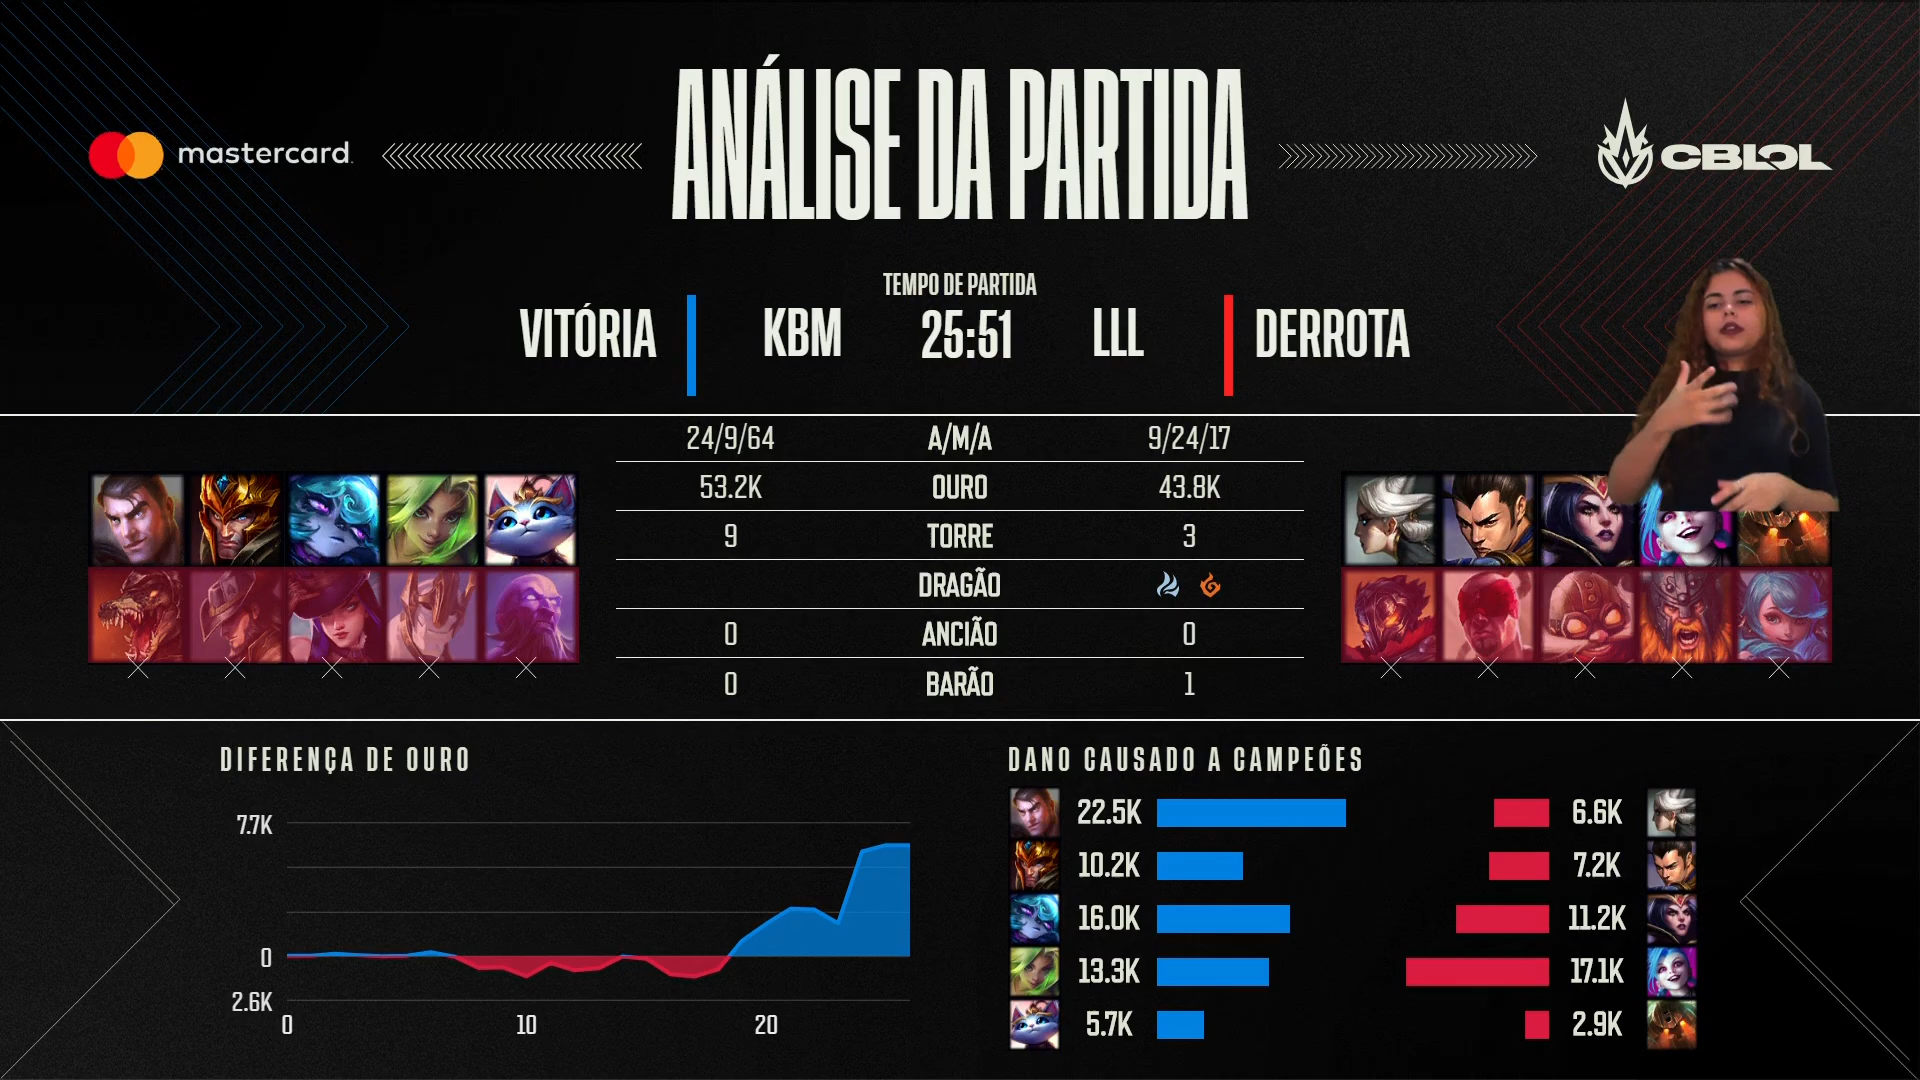 ANÁLISE DA PARTIDA
mastercard.
CBLOL
TEMPO DE PARTIDA
VITÓRIA KBM 25:51 LLL DERROTA
24/9/64 A/M/A 9/24/17
53.2K OURO 43.8K
9 TORRE 3
DRAGÃO
0 ANCIÃO 0
0 BARÃO 1
DIFERENÇA DE OURO
7.7K
0
2.6K
0 10 20
DANO CAUSADO A CAMPEÕES
22.5K 6.6K
10.2K 7.2K
16.0K 11.2K
13.3K 17.1K
5.7K 2.9K